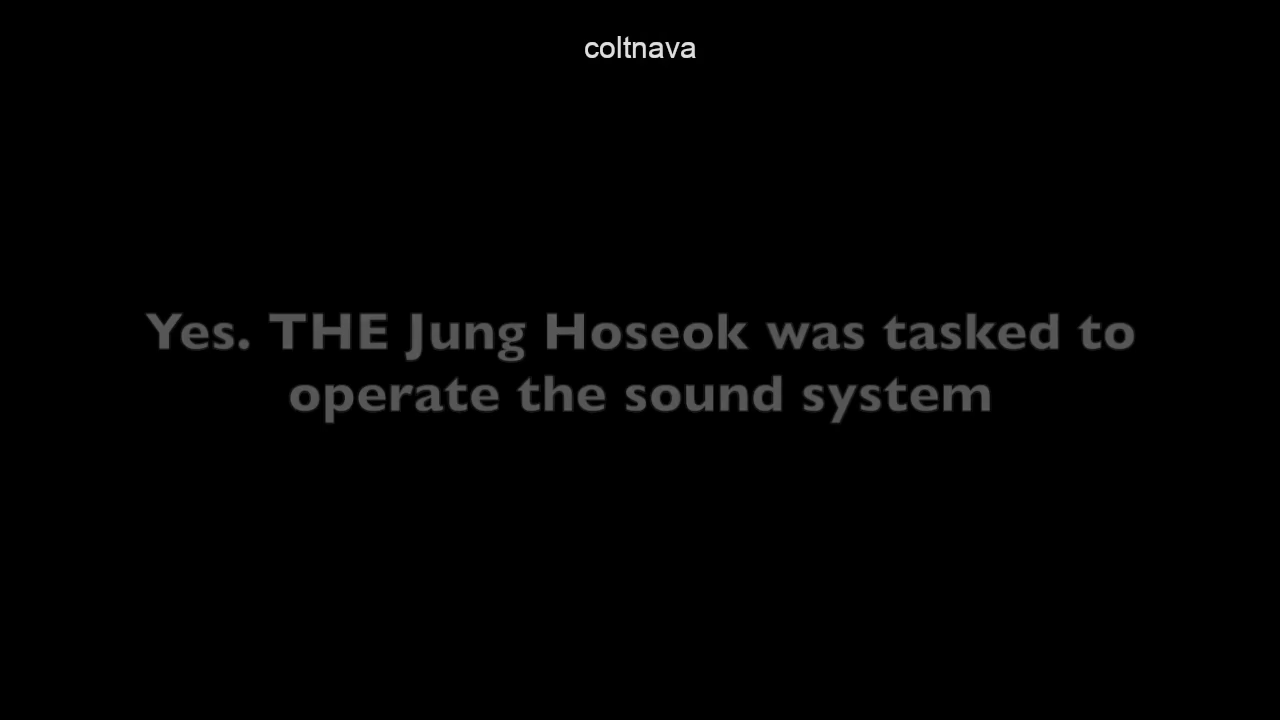 coltnava
Yes. THE Jung Hoseok was tasked to
operate the sound system